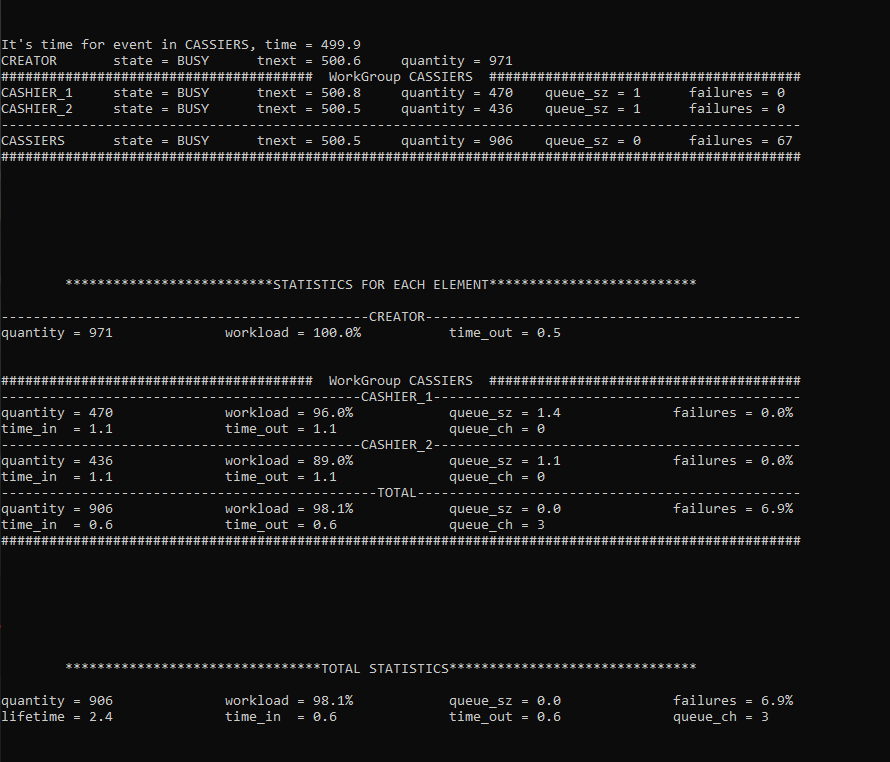 It's time for event in CASSIERS, time = 499.9
CREATOR       state = BUSY      tnext = 500.6     quantity = 971
#######################################  WorkGroup CASSIERS  #######################################
CASHIER_1     state = BUSY      tnext = 500.8     quantity = 470    queue_sz = 1      failures = 0
CASHIER_2     state = BUSY      tnext = 500.5     quantity = 436    queue_sz = 1      failures = 0
----------------------------------------------------------------------------------------------------
CASSIERS      state = BUSY      tnext = 500.5     quantity = 906    queue_sz = 0      failures = 67
####################################################################################################
**************************STATISTICS FOR EACH ELEMENT**************************
----------------------------------------------CREATOR-----------------------------------------------
quantity = 971              workload = 100.0%           time_out = 0.5
#######################################  WorkGroup CASSIERS  #######################################
---------------------------------------------CASHIER_1----------------------------------------------
quantity = 470              workload = 96.0%            queue_sz = 1.4              failures = 0.0%
time_in  = 1.1              time_out = 1.1              queue_ch = 0
---------------------------------------------CASHIER_2----------------------------------------------
quantity = 436              workload = 89.0%            queue_sz = 1.1              failures = 0.0%
time_in  = 1.1              time_out = 1.1              queue_ch = 0
-----------------------------------------------TOTAL------------------------------------------------
quantity = 906              workload = 98.1%            queue_sz = 0.0              failures = 6.9%
time_in  = 0.6              time_out = 0.6              queue_ch = 3
####################################################################################################
********************************TOTAL STATISTICS*******************************
quantity = 906              workload = 98.1%            queue_sz = 0.0              failures = 6.9%
lifetime = 2.4              time_in  = 0.6              time_out = 0.6              queue_ch = 3